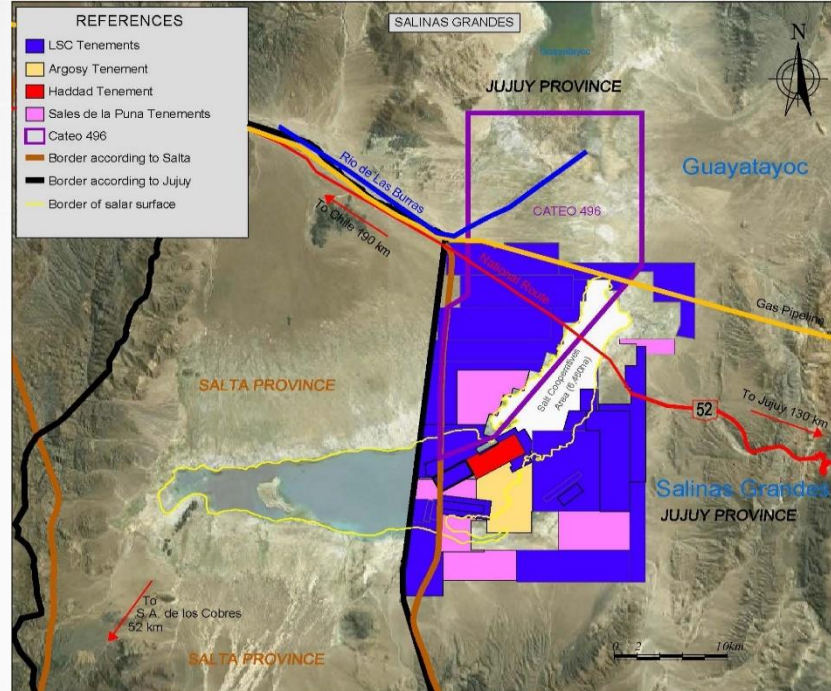 REFERENCES
LSC Tenements
Argosy Tenement
Haddad Tenement
Sales de la Puna Tenements
Cateo 496
Border according to Salta
Border according to Jujuy
Border of salar surface
SALINAS GRANDES
N
Guayatayoc
JUJUY PROVINCE
Guayatayoc
Rio de Las Burras
To Chile 190 km
CATEO 496
National Route
Gas Pipeline
SALTA PROVINCE
Salt Cooperatives
Area (6,460ha)
52
To Jujuy 130 km
Salinas Grandes
JUJUY PROVINCE
To
S.A. de los Cobres
52 km
SALTA PROVINCE
0 2 10km